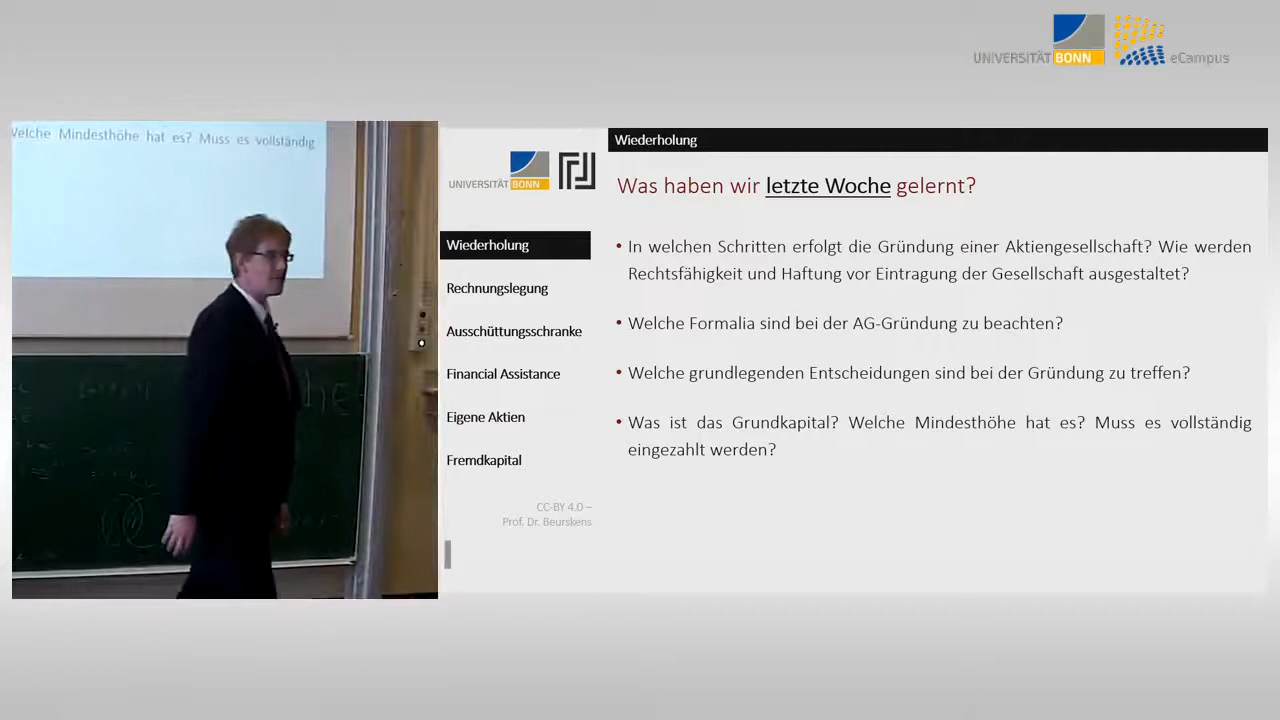 UNIVERSITÄT BONN eCampus
Welche Mindesthöhe hat es? Muss es vollständig
UNIVERSITÄT BONN
Wiederholung
Rechnungslegung
Ausschüttungsschranke
Financial Assistance
Eigene Aktien
Fremdkapital
CC-BY 4.0 –
Prof. Dr. Beurskens
Wiederholung
Was haben wir letzte Woche gelernt?
• In welchen Schritten erfolgt die Gründung einer Aktiengesellschaft? Wie werden
Rechtsfähigkeit und Haftung vor Eintragung der Gesellschaft ausgestaltet?
• Welche Formalia sind bei der AG-Gründung zu beachten?
• Welche grundlegenden Entscheidungen sind bei der Gründung zu treffen?
• Was ist das Grundkapital? Welche Mindesthöhe hat es? Muss es vollständig
eingezahlt werden?